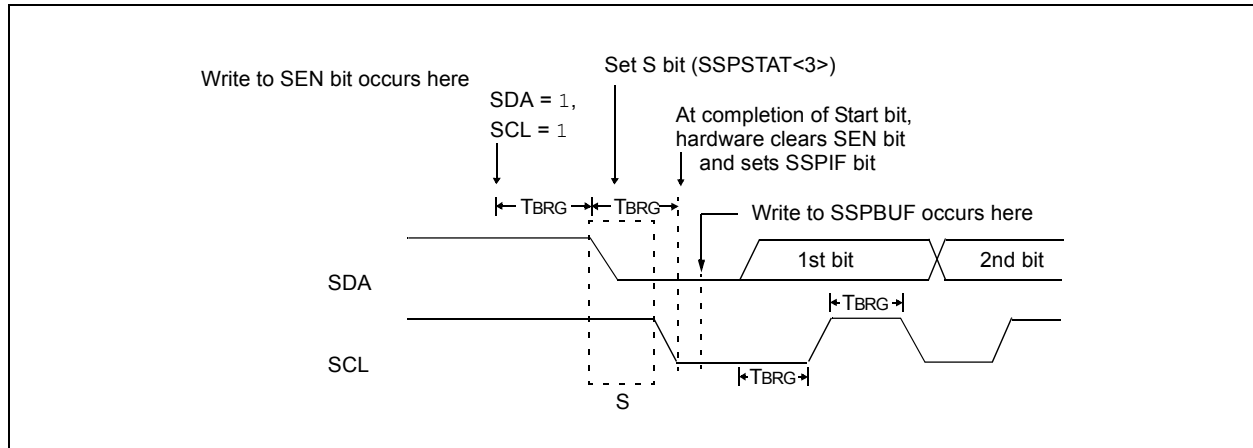 Write to SEN bit occurs here
Set S bit (SSPSTAT<3>)
SDA = 1,
SCL = 1
At completion of Start bit,
hardware clears SEN bit
and sets SSPIF bit
TBRG
TBRG
Write to SSPBUF occurs here
SDA
1st bit
2nd bit
TBRG
SCL
TBRG
S